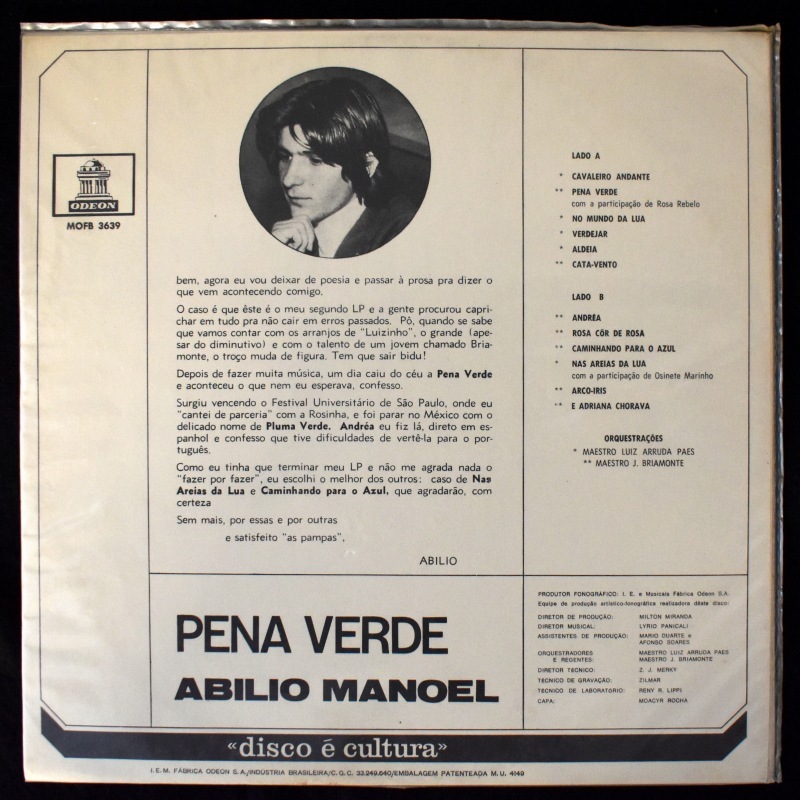 ODEON
MOFB 3639
bem, agora eu vou deixar de poesia e passar à prosa pra dizer o
que vem acontecendo comigo.
O caso é que êste é o meu segundo LP e a gente procurou capri-
char em tudo pra não cair em erros passados. Pô, quando se sabe
que vamos contar com os arranjos de "Luizinho", o grande (ape-
sar do diminutivo) e com o talento de um jovem chamado Bria-
monte, o troço muda de figura. Tem que sair bidu!
Depois de fazer muita música, um dia caiu do céu a Pena Verde
e aconteceu o que nem eu esperava, confesso.
Surgiu vencendo o Festival Universitário de São Paulo, onde eu
"cantei de parceria" com a Rosinha, e foi parar no México com o
delicado nome de Pluma Verde. Andréa eu fiz lá, direto em es-
panhol e confesso que tive dificuldades de vertê-la para o por-
tuguês.
Como eu tinha que terminar meu LP e não me agrada nada o
"fazer por fazer", eu escolhi o melhor dos outros: caso de Nas
Areias da Lua e Caminhando para o Azul, que agradarão, com
certeza
Sem mais, por essas e por outras
e satisfeito "as pampas",
ABILIO
LADO A
* CAVALEIRO ANDANTE
** PENA VERDE
com a participação de Rosa Rebelo
* NO MUNDO DA LUA
* VERDEJAR
* ALDEIA
** CATA-VENTO
LADO B
** ANDRÉA
** ROSA CÔR DE ROSA
** CAMINHANDO PARA O AZUL
* NAS AREIAS DA LUA
com a participação de Osinete Marinho
** ARCO-IRIS
** E ADRIANA CHORAVA
ORQUESTRAÇÕES
* MAESTRO LUIZ ARRUDA PAES
** MAESTRO J. BRIAMONTE
PENA VERDE
ABILIO MANOEL
PRODUTOR FONOGRÁFICO: I. E. e Musicais Fábrica Odeon S.A.
Equipe de produção artístico-fonográfica realizadora dêste disco:
DIRETOR DE PRODUÇÃO: MILTON MIRANDA
DIRETOR MUSICAL: LYRIO PANICALI
ASSISTENTES DE PRODUÇÃO: MARIO DUARTE e
AFONSO SOARES
ORQUESTRADORES MAESTRO LUIZ ARRUDA PAES
E REGENTES: MAESTRO J. BRIAMONTE
DIRETOR TÉCNICO: Z. J. MERKY
TÉCNICO DE GRAVAÇÃO: ZILMAR
TÉCNICO DE LABORATÓRIO: RENY R. LIPPI
CAPA: MOACYR ROCHA
«disco é cultura»
I.E.M. FÁBRICA ODEON S.A./INDÚSTRIA BRASILEIRA/C.G.C. 33.249.640/EMBALAGEM PATENTEADA M.U. 4149